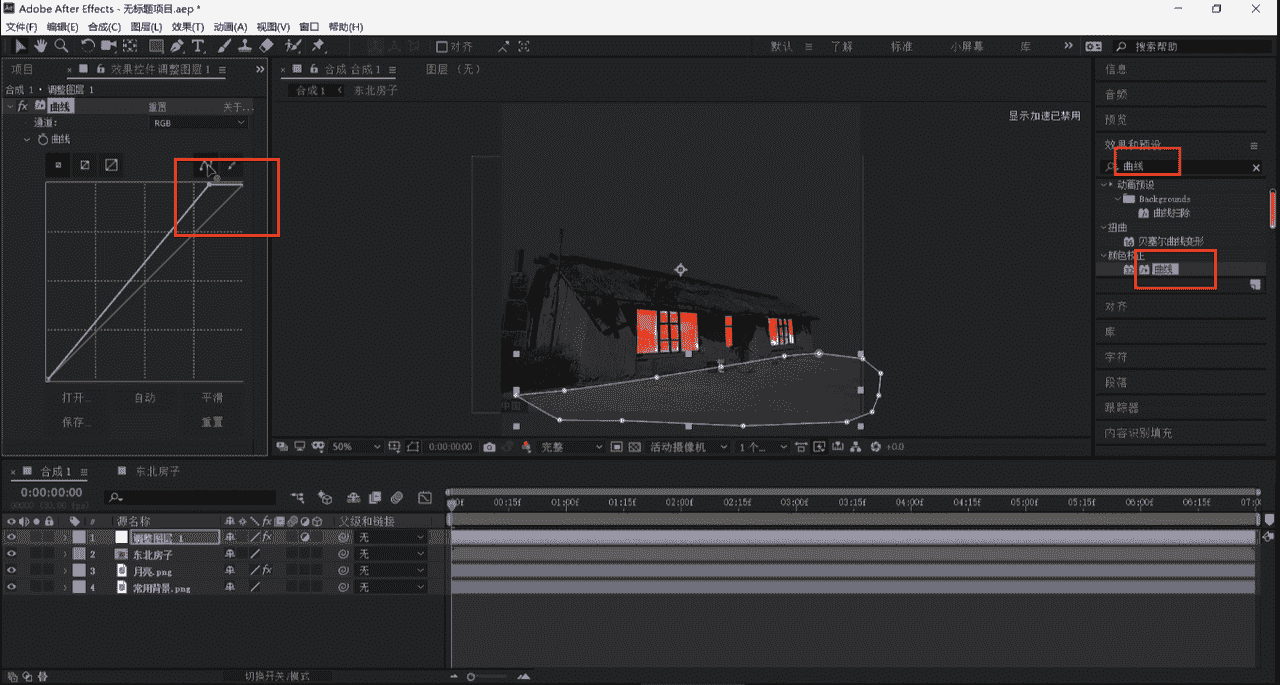 Adobe After Effects - 无标题项目.aep *
文件(F) 编辑(E) 合成(C) 图层(L) 效果(T) 动画(A) 视图(V) 窗口 帮助(H)
对齐 默认 了解 标准 小屏幕 库 搜索帮助
项目 效果控件调整图层 1 合成 合成 1 图层 (无) 信息
合成 1 • 调整图层 1 合成 1 东北房子
音频
fx 曲线 重置 关于...
通道: RGB 显示加速已禁用 预览
曲线 效果和预设
曲线
动画预设
Backgrounds
曲线扫除
扭曲
贝塞尔曲线变形
颜色校正
曲线
对齐
库
字符
段落
跟踪器
内容识别填充
打开... 自动 平滑
保存... 重置
50% 0:00:00:00 完整 活动摄像机 1 个... +0.0
合成 1 东北房子
0:00:00:00
00:15f 01:00f 01:15f 02:00f 02:15f 03:00f 03:15f 04:00f 04:15f 05:00f 05:15f 06:00f 06:15f 07:0
# 源名称 父级和链接
1 调整图层 1 无
2 东北房子 无
3 月亮.png 无
4 常用背景.png 无
切换开关/模式